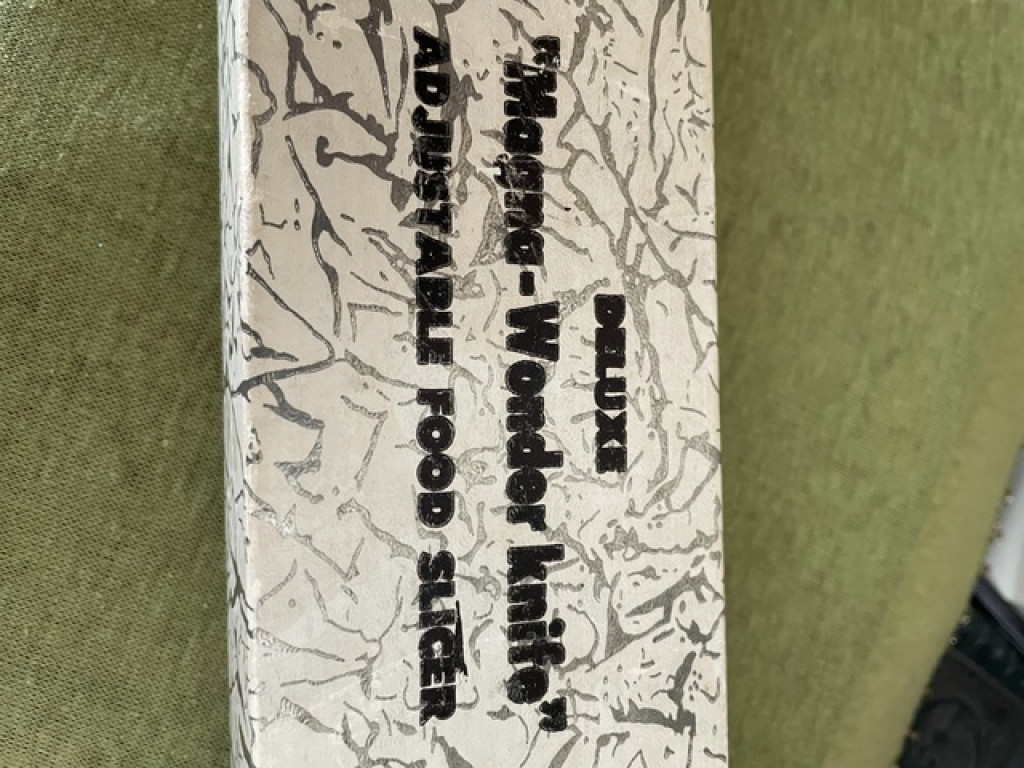 DELUXE
"Magna-Wonder knife"
ADJUSTABLE FOOD SLICER